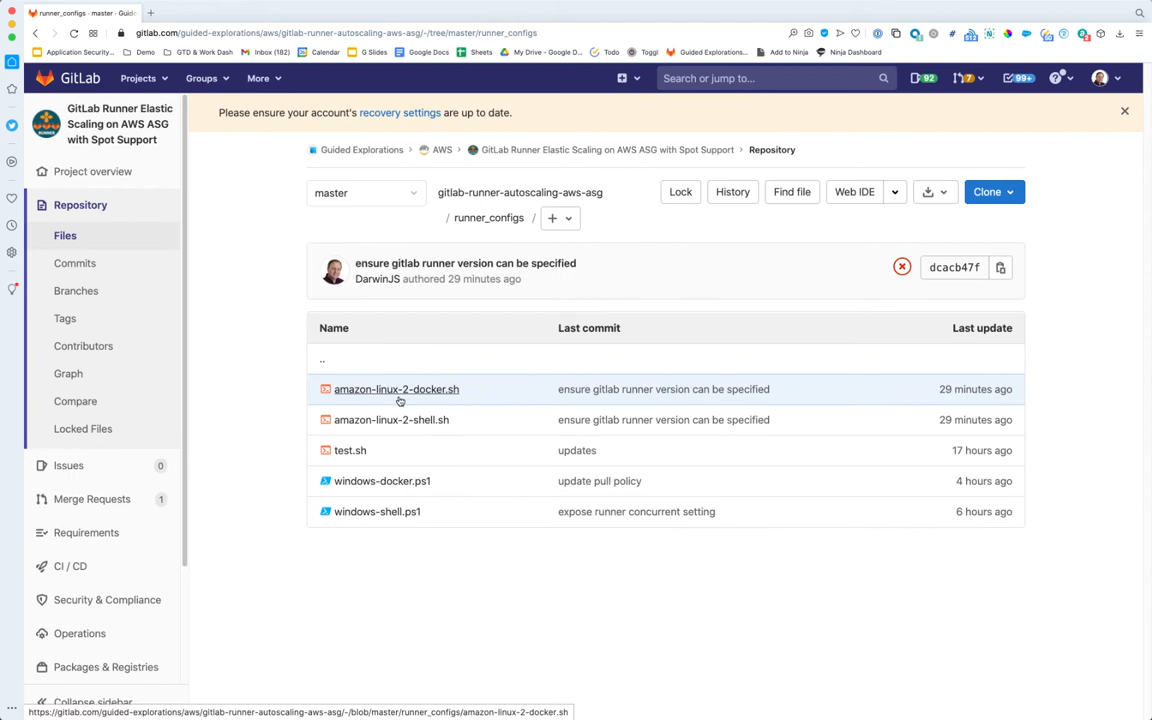 runner_configs · master · Guide
gitlab.com/guided-explorations/aws/gitlab-runner-autoscaling-aws-asg/-/tree/master/runner_configs
Application Security... Demo GTD & Work Dash Inbox (182) Calendar G Slides Google Docs Sheets My Drive - Google D... Todo Toggl Guided Explorations... Add to Ninja Ninja Dashboard
GitLab Projects Groups More Search or jump to... 92 7 99+
GitLab Runner Elastic
Scaling on AWS ASG
with Spot Support
Please ensure your account's recovery settings are up to date.
Guided Explorations > AWS > GitLab Runner Elastic Scaling on AWS ASG with Spot Support > Repository
Project overview
Repository
Files
Commits
Branches
Tags
Contributors
Graph
Compare
Locked Files
Issues 0
Merge Requests 1
Requirements
CI / CD
Security & Compliance
Operations
Packages & Registries
Collapse sidebar
master gitlab-runner-autoscaling-aws-asg Lock History Find file Web IDE Clone
/ runner_configs / +
ensure gitlab runner version can be specified
DarwinJS authored 29 minutes ago
dcacb47f
Name Last commit Last update
..
amazon-linux-2-docker.sh ensure gitlab runner version can be specified 29 minutes ago
amazon-linux-2-shell.sh ensure gitlab runner version can be specified 29 minutes ago
test.sh updates 17 hours ago
windows-docker.ps1 update pull policy 4 hours ago
windows-shell.ps1 expose runner concurrent setting 6 hours ago
https://gitlab.com/guided-explorations/aws/gitlab-runner-autoscaling-aws-asg/-/blob/master/runner_configs/amazon-linux-2-docker.sh